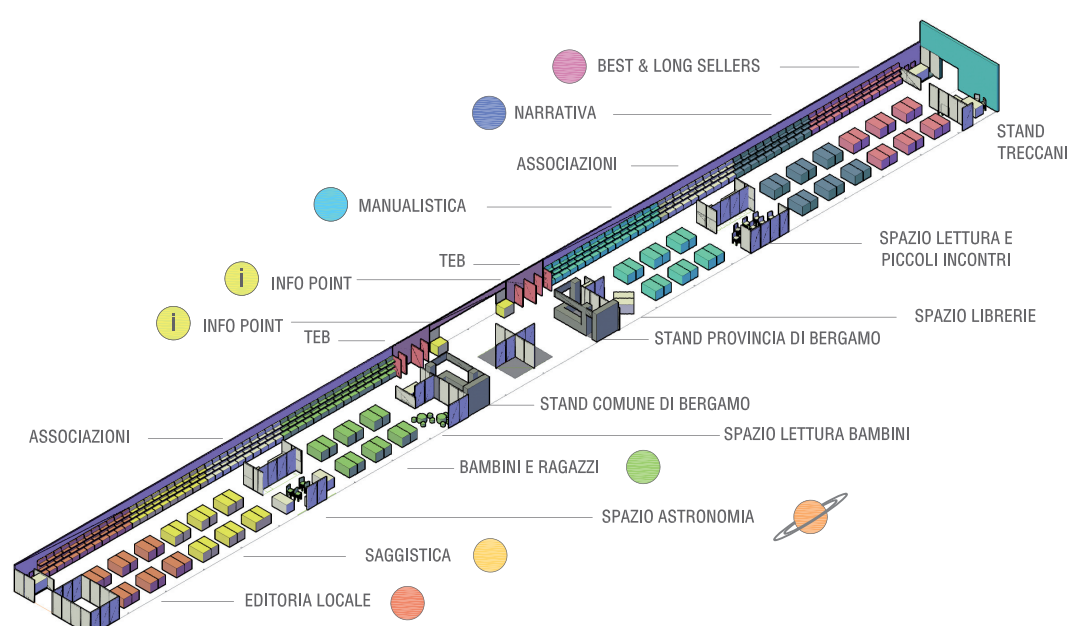 BEST & LONG SELLERS
NARRATIVA
ASSOCIAZIONI
STAND
TRECCANI
MANUALISTICA
SPAZIO LETTURA E
PICCOLI INCONTRI
TEB
i INFO POINT
SPAZIO LIBRERIE
i INFO POINT
TEB
STAND PROVINCIA DI BERGAMO
STAND COMUNE DI BERGAMO
ASSOCIAZIONI
SPAZIO LETTURA BAMBINI
BAMBINI E RAGAZZI
SPAZIO ASTRONOMIA
SAGGISTICA
EDITORIA LOCALE